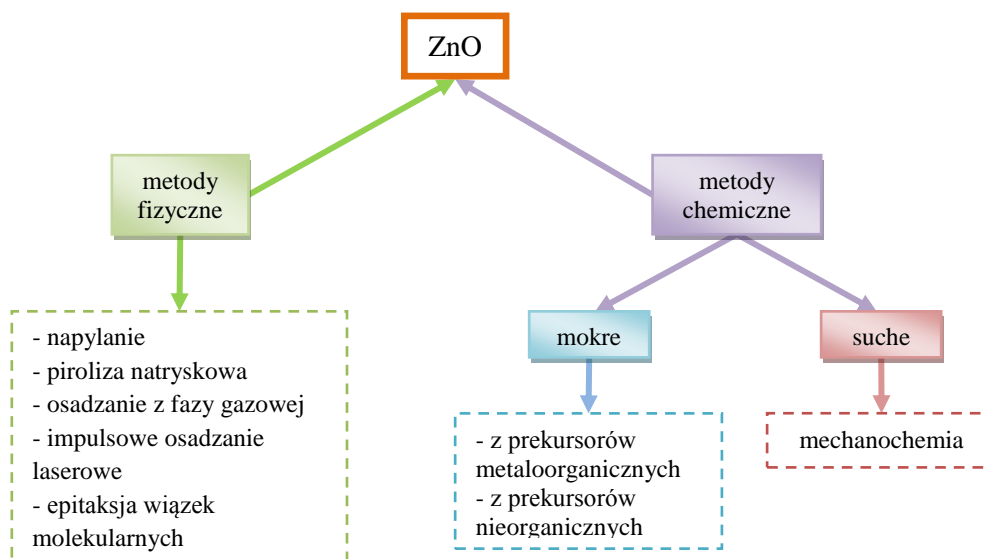 ZnO
metody
fizyczne
metody
chemiczne
- napylanie
- piroliza natryskowa
- osadzanie z fazy gazowej
- impulsowe osadzanie
laserowe
- epitaksja wiązek
molekularnych
mokre
suche
- z prekursorów
metaloorganicznych
- z prekursorów
nieorganicznych
mechanochemia